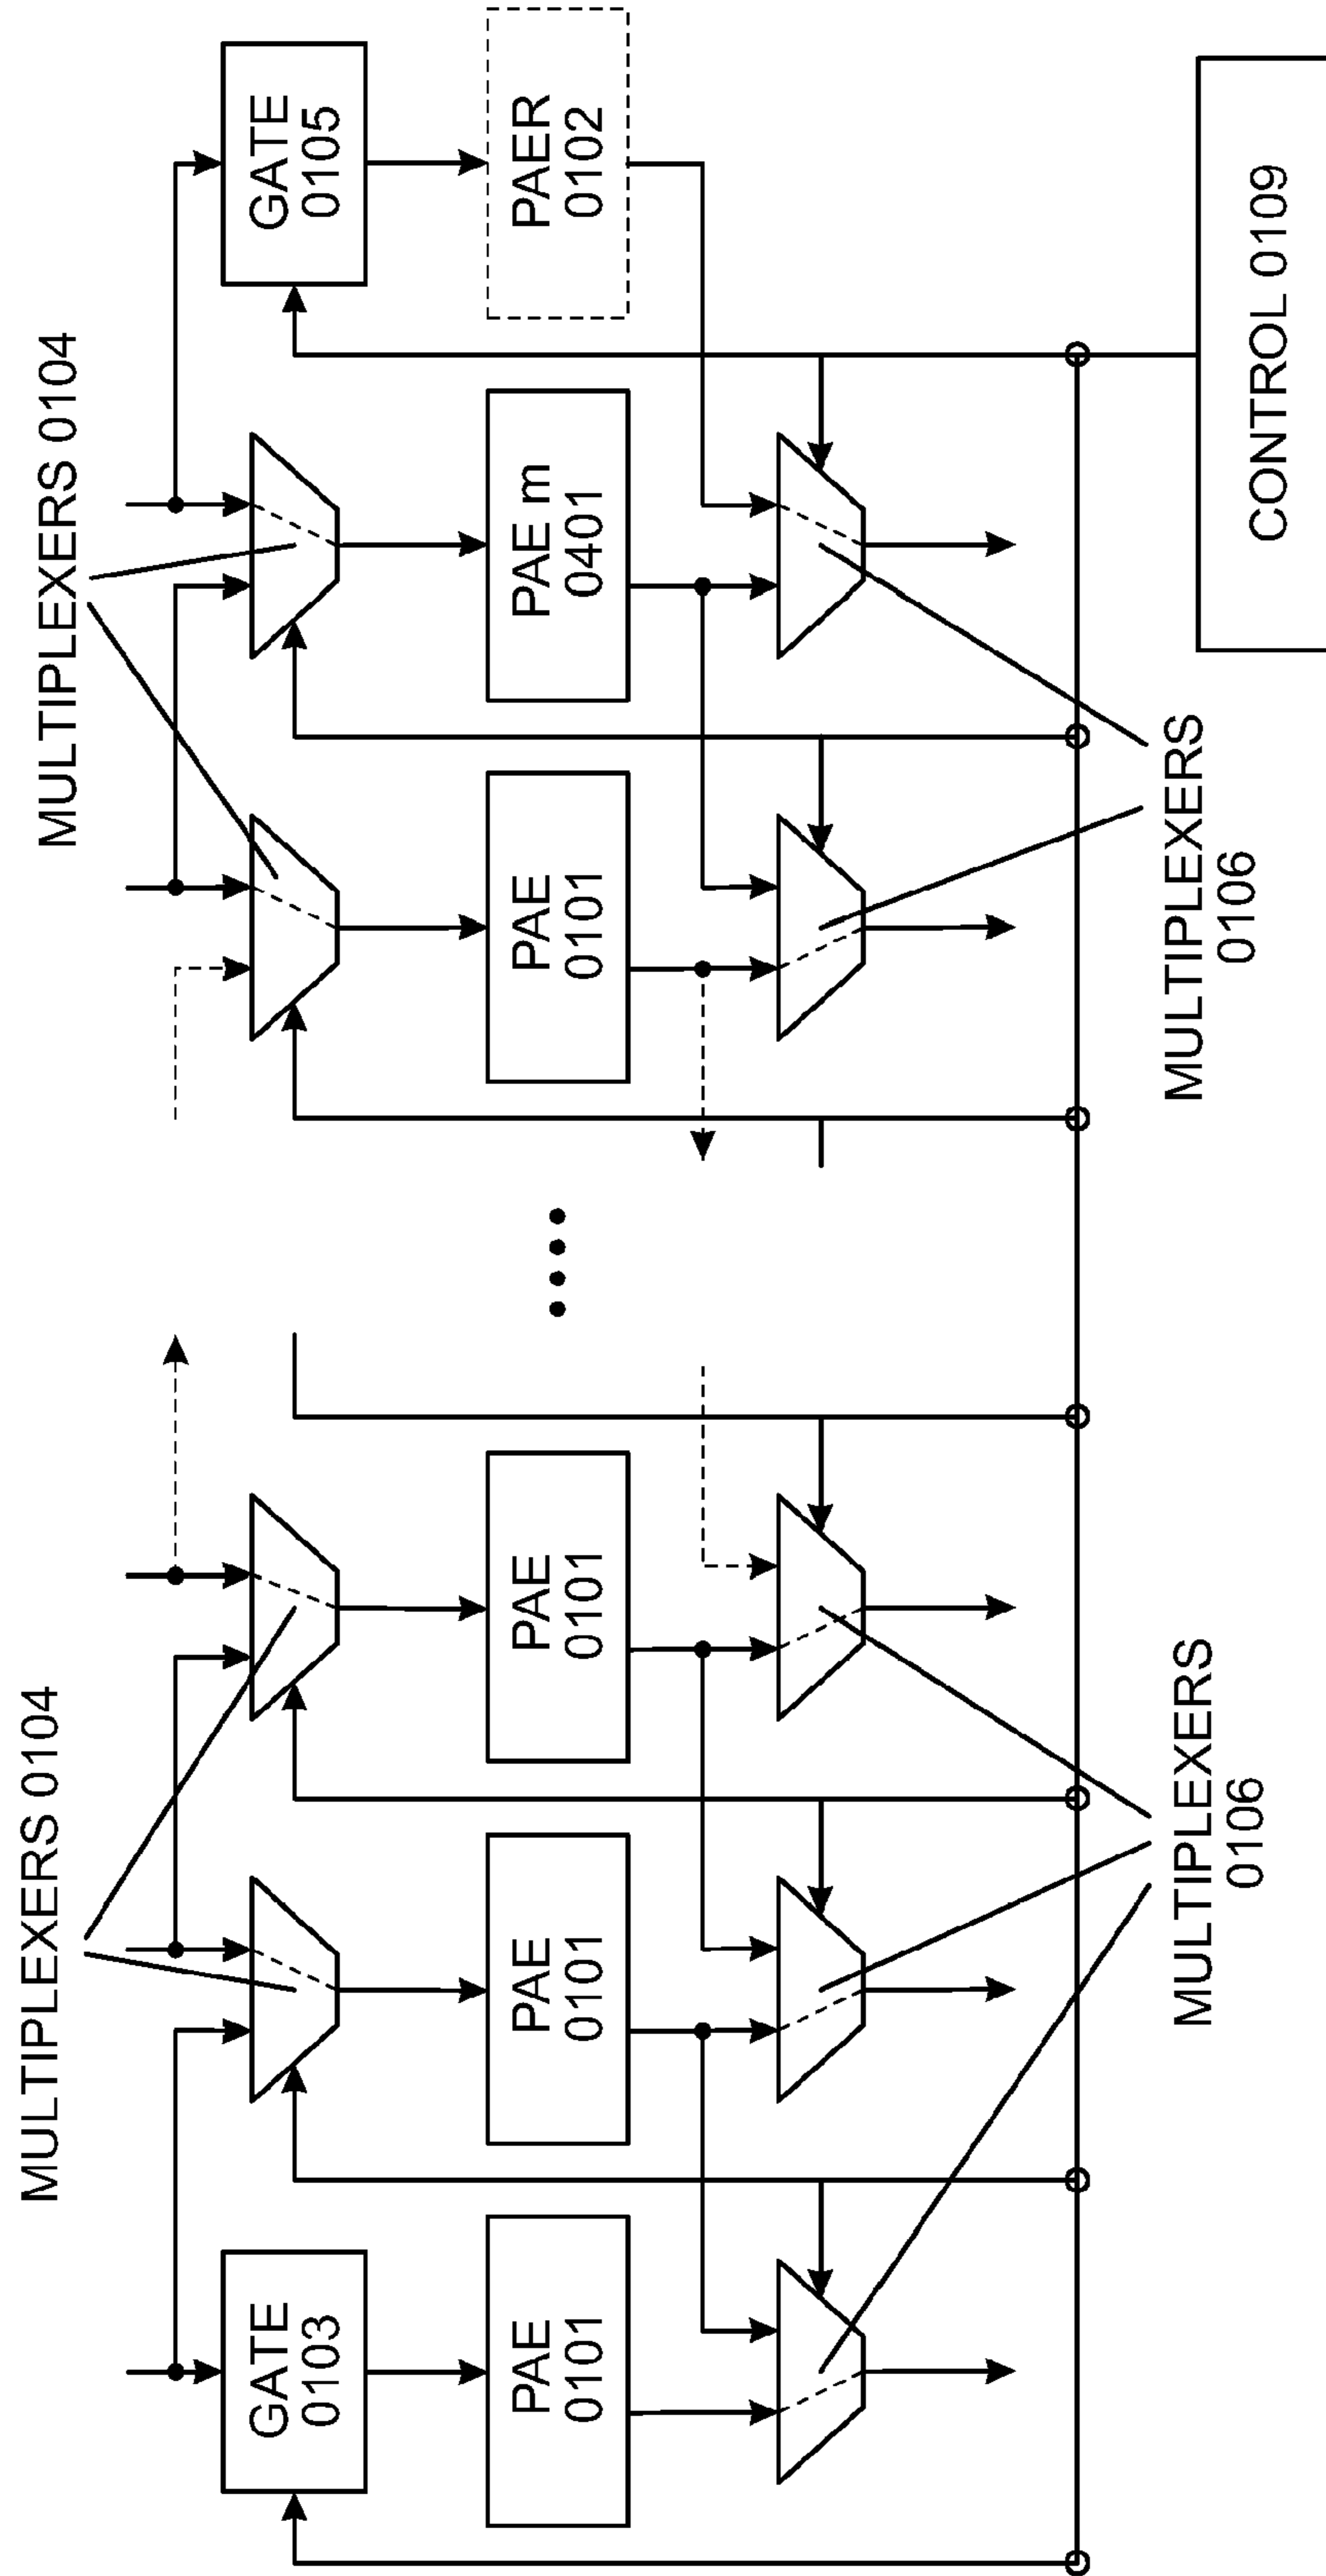 MULTIPLEXERS 0104
MULTIPLEXERS 0104
GATE
0103
GATE
0105
PAE
0101
PAE
0101
PAE
0101
PAE
0101
PAE m
0401
PAER
0102
MULTIPLEXERS
0106
MULTIPLEXERS
0106
CONTROL 0109